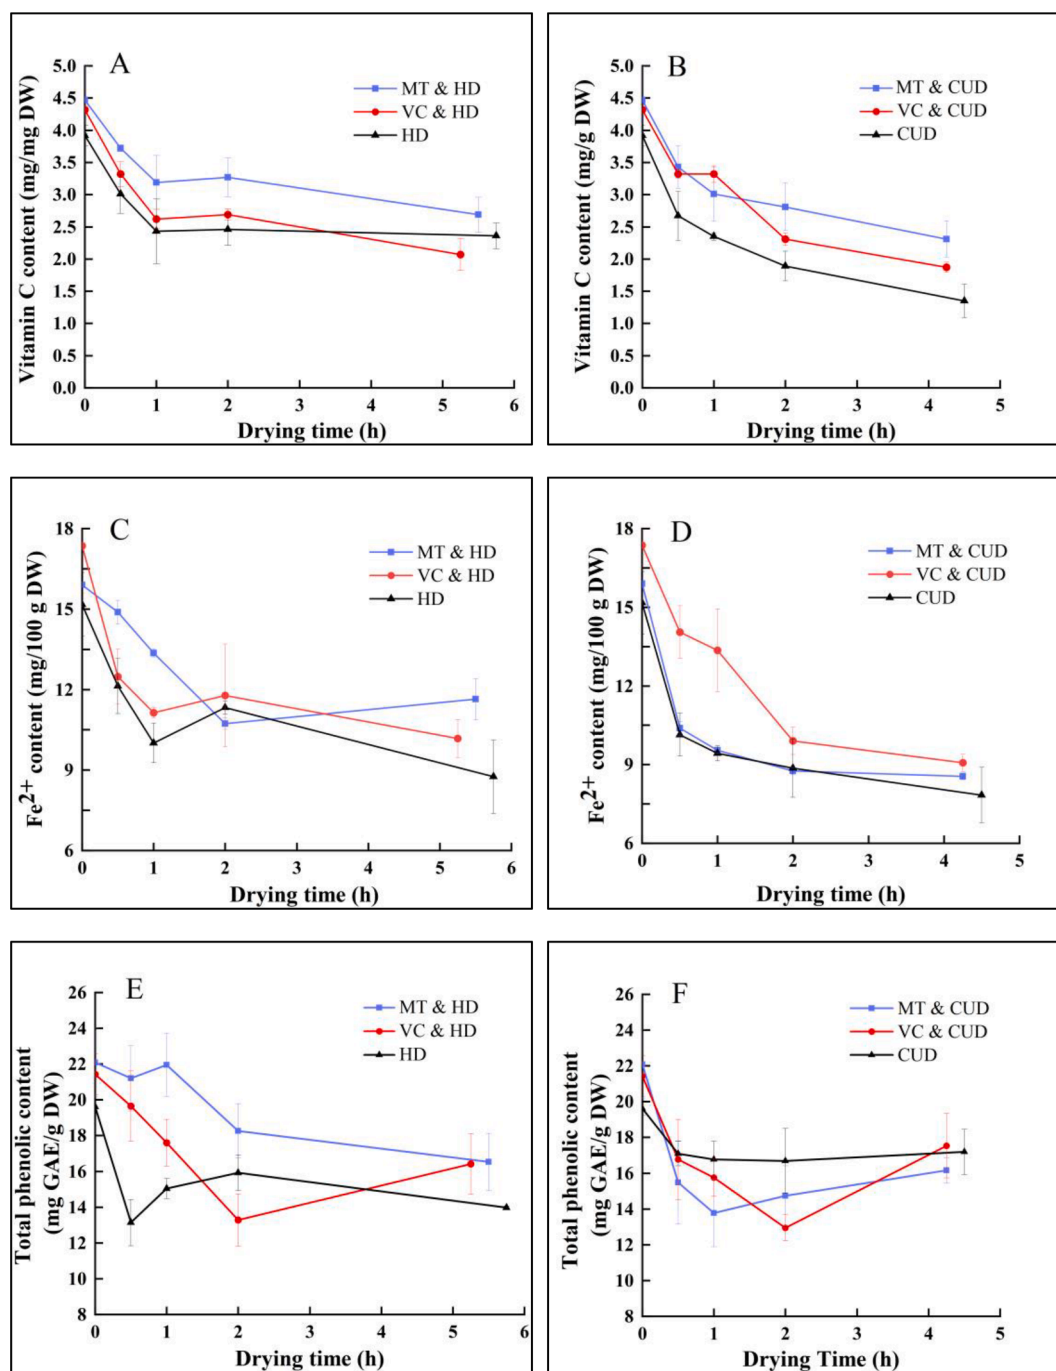 A
MT & HD
VC & HD
HD
Vitamin C content (mg/mg DW)
5.0
4.5
4.0
3.5
3.0
2.5
2.0
1.5
1.0
0.5
0.0
0 1 2 3 4 5 6
Drying time (h)
B
MT & CUD
VC & CUD
CUD
Vitamin C content (mg/g DW)
5.0
4.5
4.0
3.5
3.0
2.5
2.0
1.5
1.0
0.5
0.0
0 1 2 3 4 5
Drying time (h)
C
MT & HD
VC & HD
HD
Fe2+ content (mg/100 g DW)
18
15
12
9
6
0 1 2 3 4 5 6
Drying time (h)
D
MT & CUD
VC & CUD
CUD
Fe2+ content (mg/100 g DW)
18
15
12
9
6
0 1 2 3 4 5
Drying time (h)
E
MT & HD
VC & HD
HD
Total phenolic content
(mg GAE/g DW)
26
24
22
20
18
16
14
12
10
8
0 1 2 3 4 5 6
Drying time (h)
F
MT & CUD
VC & CUD
CUD
Total phenolic content
(mg GAE/g DW)
26
24
22
20
18
16
14
12
10
8
0 1 2 3 4 5
Drying Time (h)